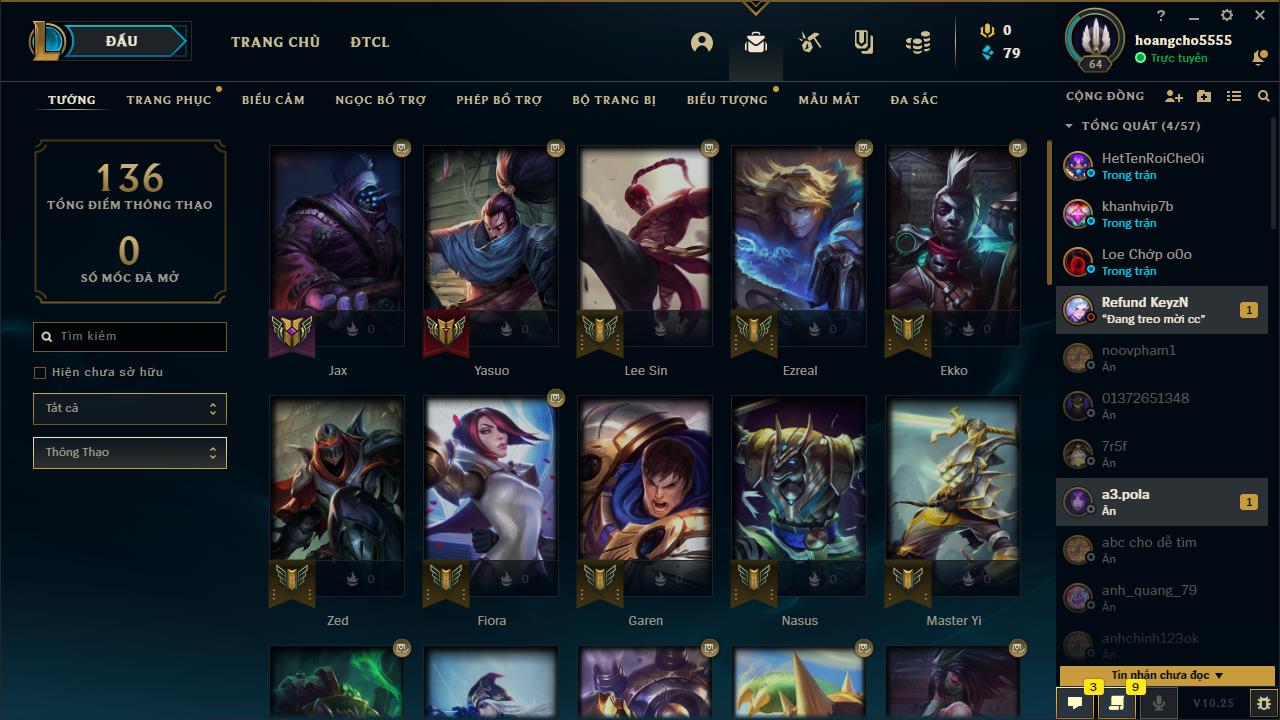 ĐẤU
TRANG CHỦ
ĐTCL
0
79
64
hoangcho5555
Trực tuyến
TƯỚNG
TRANG PHỤC
BIỂU CẢM
NGỌC BỔ TRỢ
PHÉP BỔ TRỢ
BỘ TRANG BỊ
BIỂU TƯỢNG
MẪU MẮT
ĐA SẮC
CỘNG ĐỒNG
136
TỔNG ĐIỂM THÔNG THẠO
0
SỐ MỐC ĐÃ MỞ
Tìm kiếm
Hiện chưa sở hữu
Tất cả
Thông Thạo
0
0
0
0
0
Jax
Yasuo
Lee Sin
Ezreal
Ekko
0
0
0
0
0
Zed
Fiora
Garen
Nasus
Master Yi
TỔNG QUÁT (4/57)
HetTenRoiCheOi
Trong trận
khanhvip7b
Trong trận
Loe Chớp oOo
Trong trận
Refund KeyzN
1
“Đang treo mời cc”
noovpham1
Ẩn
01372651348
Ẩn
7r5f
Ẩn
a3.pola
1
Ẩn
abc cho dễ tìm
Ẩn
anh_quang_79
Ẩn
anhchinh123ok
Ẩn
Tin nhắn chưa đọc
3
9
V10.25